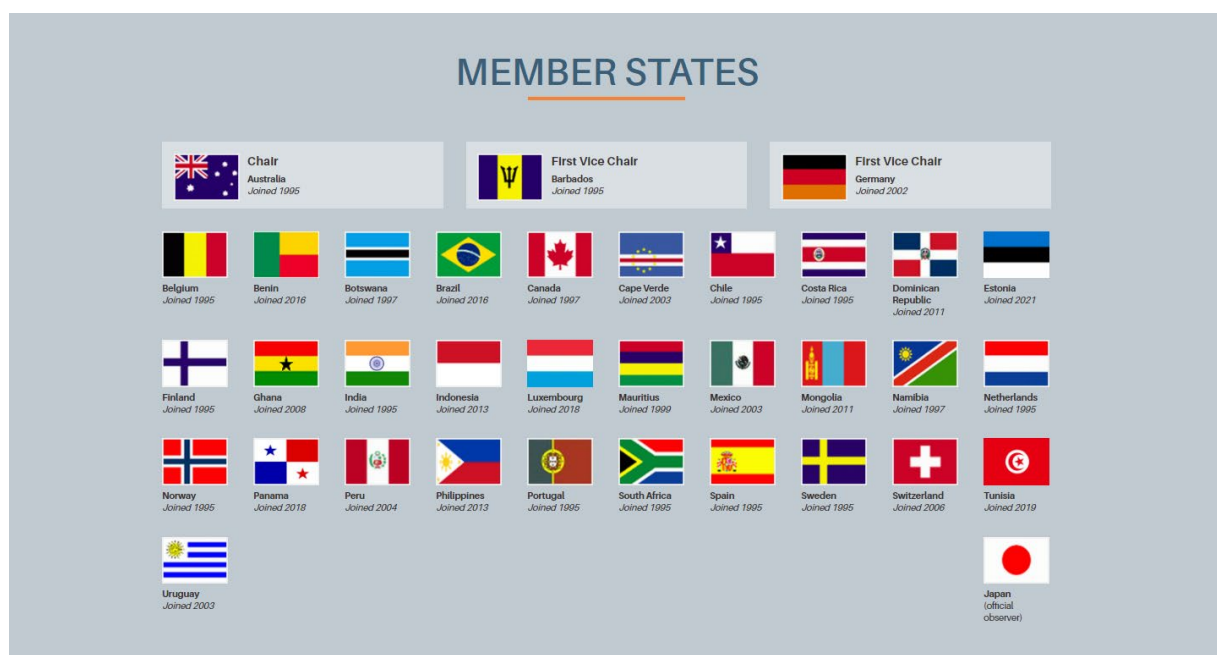 MEMBER STATES
Chair
Australia
Joined 1995
First Vice Chair
Barbados
Joined 1995
First Vice Chair
Germany
Joined 2002
Belgium
Joined 1995
Benin
Joined 2016
Botswana
Joined 1997
Brazil
Joined 2016
Canada
Joined 1997
Cape Verde
Joined 2003
Chile
Joined 1995
Costa Rica
Joined 1995
Dominican
Republic
Joined 2011
Estonia
Joined 2021
Finland
Joined 1995
Ghana
Joined 2008
India
Joined 1995
Indonesia
Joined 2013
Luxembourg
Joined 2018
Mauritius
Joined 1999
Mexico
Joined 2003
Mongolia
Joined 2011
Namibia
Joined 1997
Netherlands
Joined 1995
Norway
Joined 1995
Panama
Joined 2018
Peru
Joined 2004
Philippines
Joined 2013
Portugal
Joined 1995
South Africa
Joined 1995
Spain
Joined 1995
Sweden
Joined 1995
Switzerland
Joined 2006
Tunisia
Joined 2019
Uruguay
Joined 2003
Japan
(official
observer)